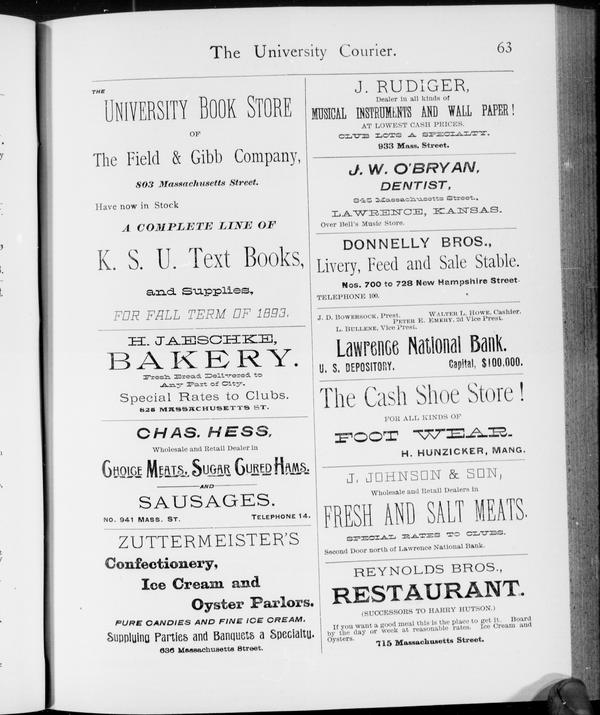 The University Courier. 63
THE
UNIVERSITY BOOK STORE
OF
The Field & Gibb Company,
803 Massachusetts Street.
Have now in Stock
A COMPLETE LINE OF
K. S. U. Text Books,
and Supplies,
FOR FALL TERM OF 1893.
H. JAESCHKE,
BAKERY.
Fresh Bread Delivered to
Any Part of City.
Special Rates to Clubs.
825 MASSACHUSETTS ST.
CHAS. HESS,
Wholesale and Retail Dealer in
CHOICE MEATS, SUGAR CURED HAMS,
AND
SAUSAGES.
NO. 941 MASS. ST. TELEPHONE 14.
ZUTTERMEISTER'S
Confectionery,
Ice Cream and
Oyster Parlors.
PURE CANDIES AND FINE ICE CREAM.
Supplying Parties and Banquets a Specialty.
636 Massachusetts Street.
J. RUDIGER,
Dealer in all kinds of
MUSICAL INSTRUMENTS AND WALL PAPER!
AT LOWEST CASH PRICES.
CLUB LOTS A SPECIALTY.
933 Mass. Street.
J. W. O'BRYAN,
DENTIST,
845 Massachusetts Street.,
LAWRENCE, KANSAS.
Over Bell's Music Store.
DONNELLY BROS.,
Livery, Feed and Sale Stable.
Nos. 700 to 728 New Hampshire Street.
TELEPHONE 100.
J. D. BOWERSOCK, Prest. WALTER L. HOWE, Cashier.
PETER E. EMERY, 2d Vice Prest.
L. BULLENE, Vice Prest.
Lawrence National Bank.
U. S. DEPOSITORY. Capital, $100,000.
The Cash Shoe Store!
FOR ALL KINDS OF
FOOT WEAR.
H. HUNZICKER, MANG.
J. JOHNSON & SON,
Wholesale and Retail Dealers in
FRESH AND SALT MEATS.
SPECIAL RATES TO CLUBS.
Second Door north of Lawrence National Bank.
REYNOLDS BROS.,
RESTAURANT.
(SUCCESSORS TO HARRY HUTSON.)
If you want a good meal this is the place to get it. Board
by the day or week at reasonable rates. Ice Cream and
Oysters. 715 Massachusetts Street.